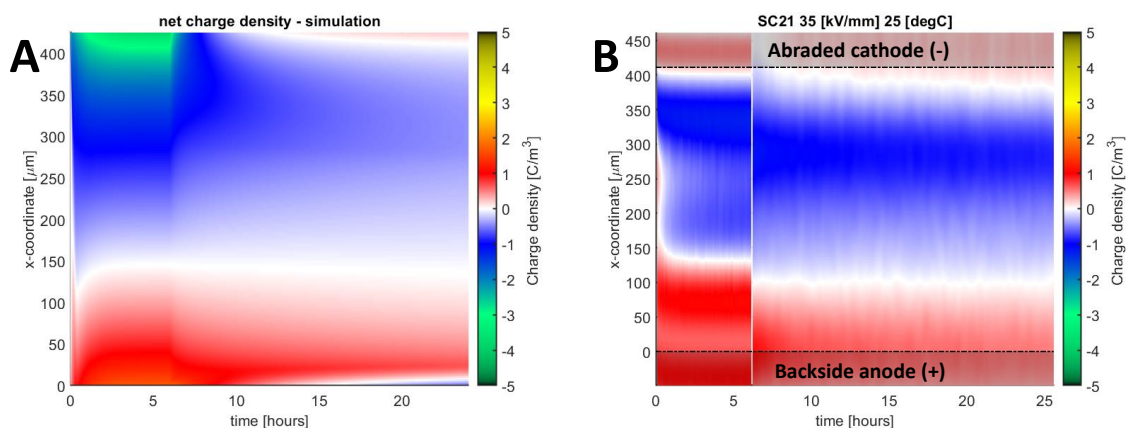 A
net charge density - simulation
400
350
300
250
200
150
100
50
0
x-coordinate [μm]
0 5 10 15 20
time [hours]
5
4
3
2
1
0
-1
-2
-3
-4
-5
Charge density [C/m³]
B
SC21 35 [kV/mm] 25 [degC]
Abraded cathode (-)
Backside anode (+)
450
400
350
300
250
200
150
100
50
0
x-coordinate [μm]
0 5 10 15 20 25
time [hours]
5
4
3
2
1
0
-1
-2
-3
-4
-5
Charge density [C/m³]